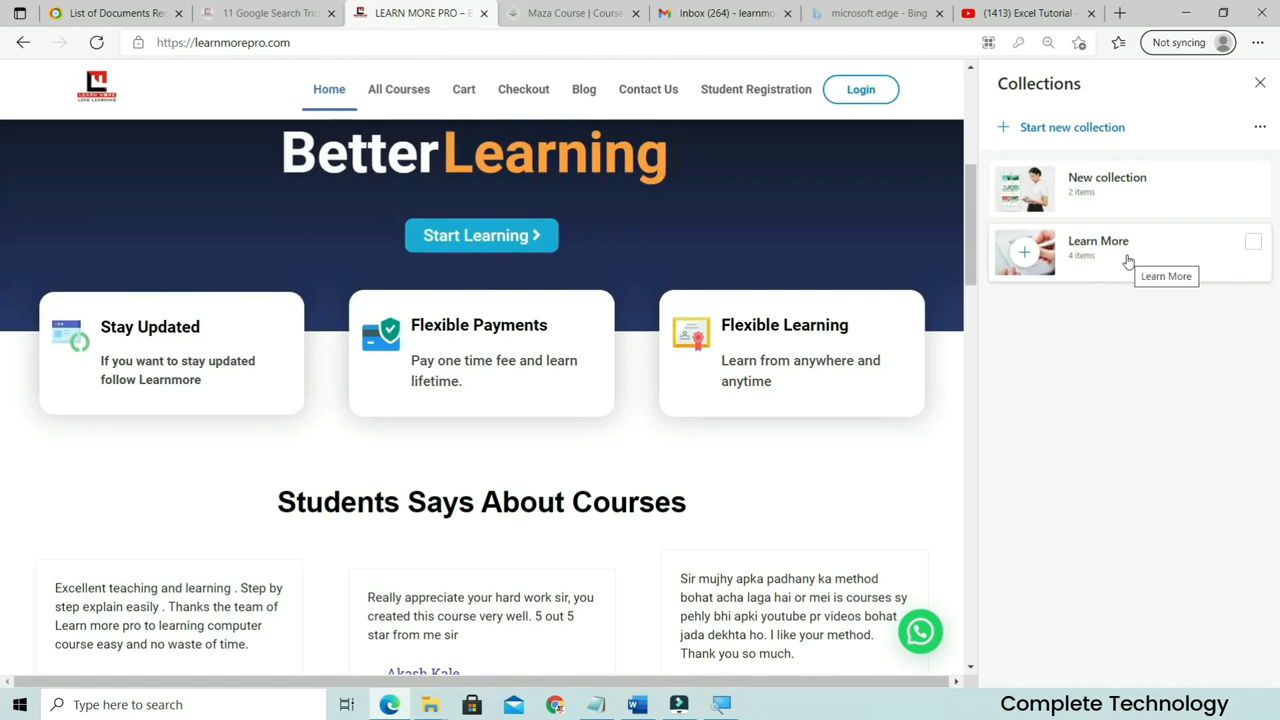 List of Documents Re
11 Google Search Tri
LEARN MORE PRO –
Maza Course | Course
Inbox (264) - learnm
microsoft edge - Bing
(1413) Excel Tutorial -
https://learnmorepro.com
Not syncing
LEARN MORE
LOVE LEARNING
Home
All Courses
Cart
Checkout
Blog
Contact Us
Student Registration
Login
Better Learning
Start Learning
Stay Updated
If you want to stay updated
follow Learnmore
Flexible Payments
Pay one time fee and learn
lifetime.
Flexible Learning
Learn from anywhere and
anytime
Students Says About Courses
Excellent teaching and learning . Step by
step explain easily . Thanks the team of
Learn more pro to learning computer
course easy and no waste of time.
Really appreciate your hard work sir, you
created this course very well. 5 out 5
star from me sir
Akash Kale
Sir mujhy apka padhany ka method
bohat acha laga hai or mei is courses sy
pehly bhi apki youtube pr videos bohat
jada dekhta ho. I like your method.
Thank you so much.
Collections
Start new collection
New collection
2 items
Learn More
4 items
Learn More
Type here to search
Complete Technology